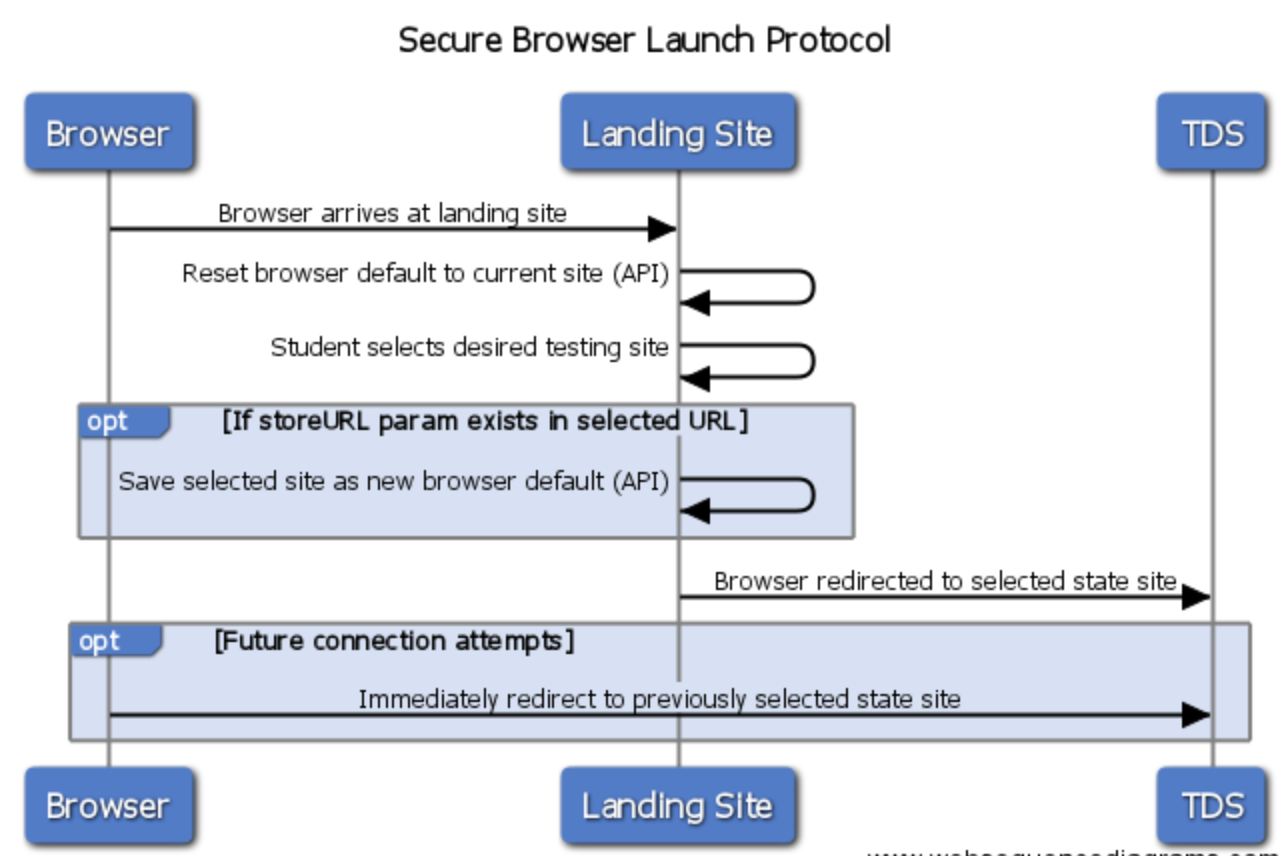 Secure Browser Launch Protocol
Browser Landing Site TDS
Browser arrives at landing site
Reset browser default to current site (API)
Student selects desired testing site
opt [If storeURL param exists in selected URL]
Save selected site as new browser default (API)
Browser redirected to selected state site
opt [Future connection attempts]
Immediately redirect to previously selected state site
Browser Landing Site TDS
www.websequencediagrams.com